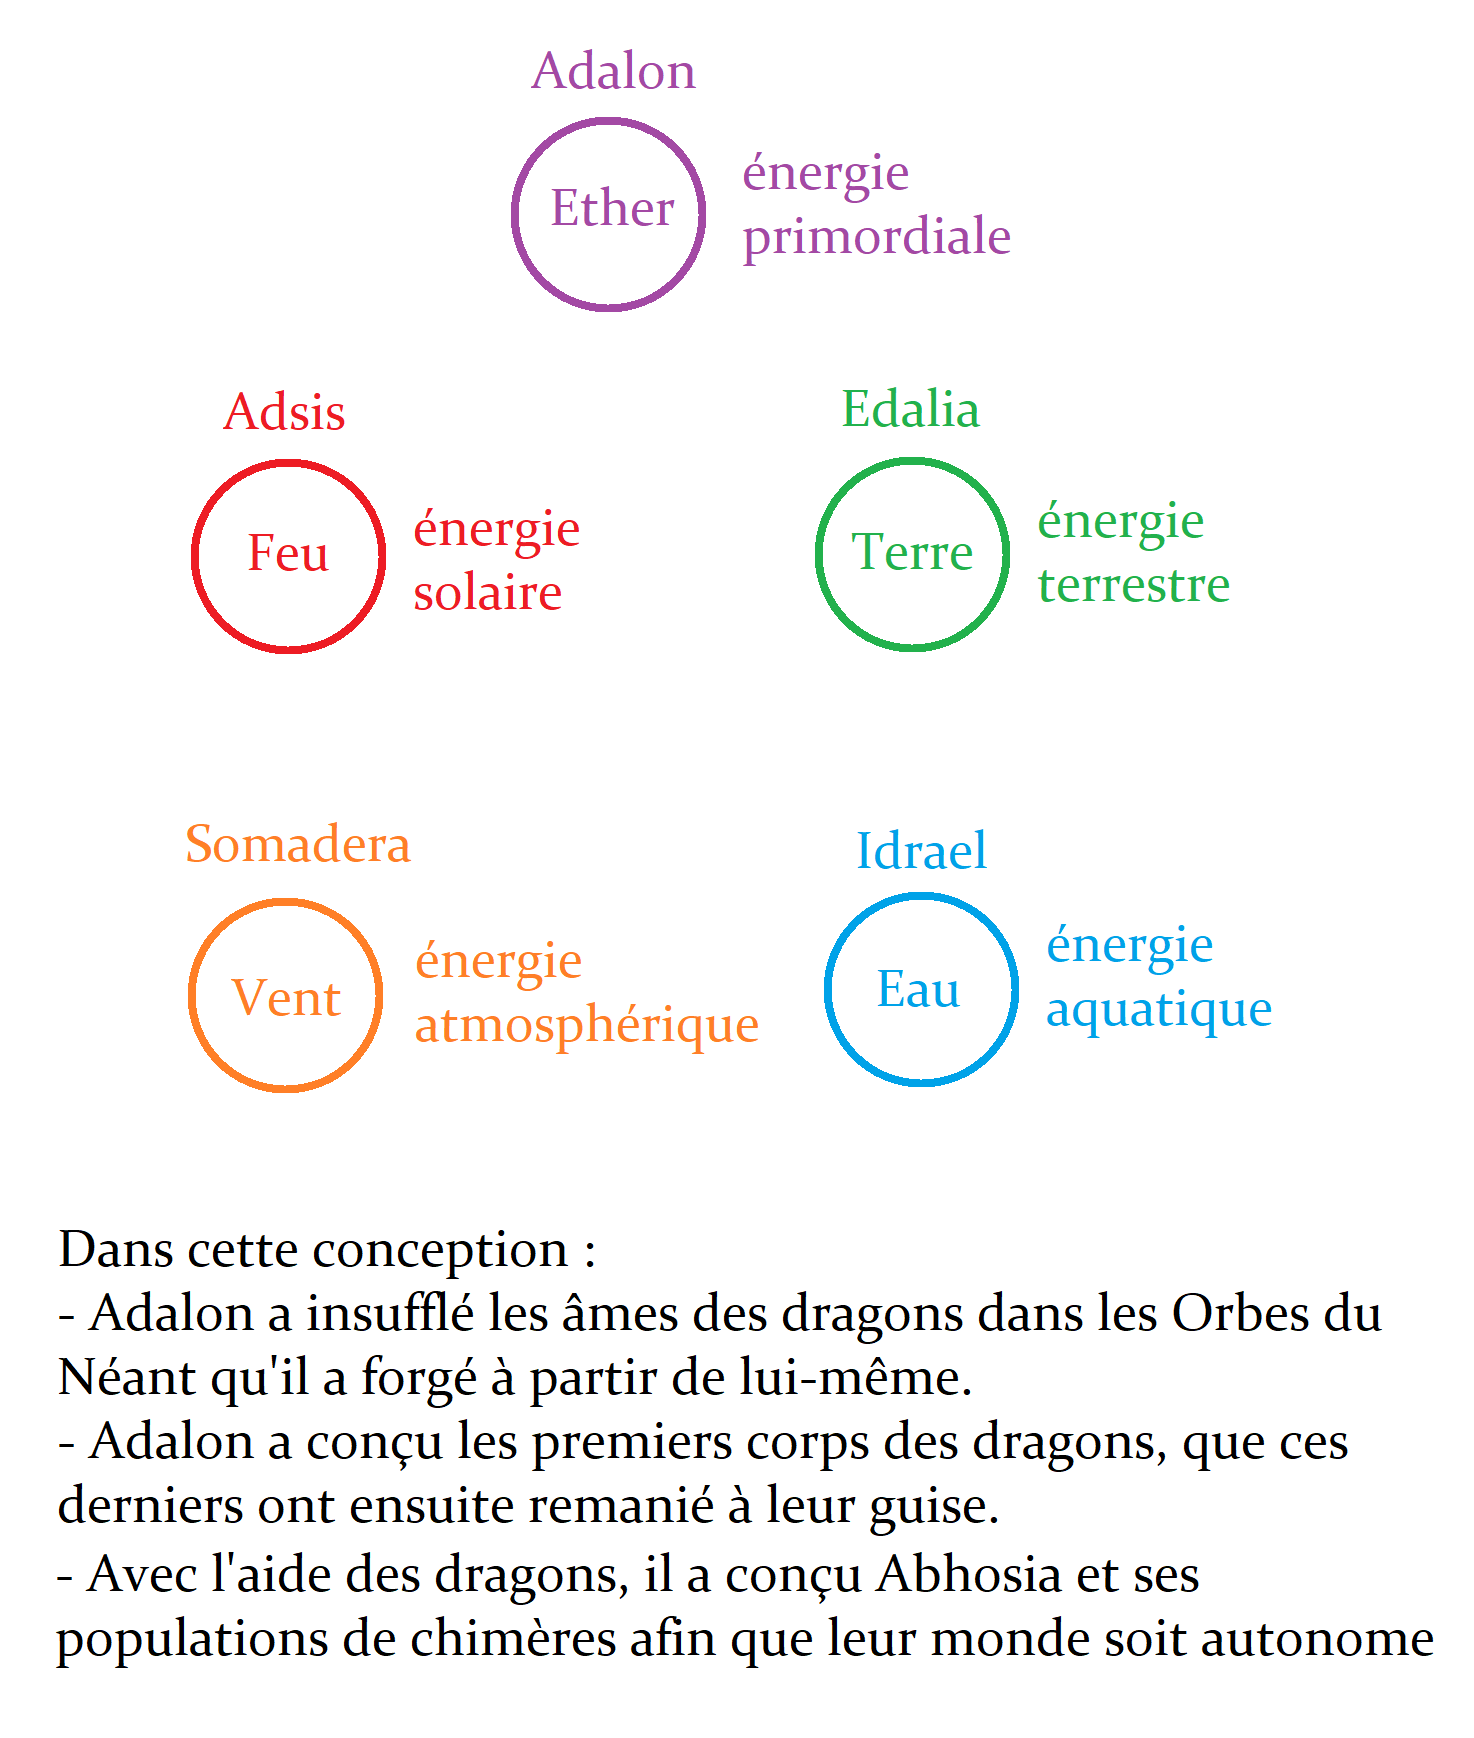 Adalon
Ether
énergie
primordiale
Adsis
Feu
énergie
solaire
Edalia
Terre
énergie
terrestre
Somadera
Vent
énergie
atmosphérique
Idrael
Eau
énergie
aquatique
Dans cette conception :
- Adalon a insufflé les âmes des dragons dans les Orbes du
Néant qu'il a forgé à partir de lui-même.
- Adalon a conçu les premiers corps des dragons, que ces
derniers ont ensuite remanié à leur guise.
- Avec l'aide des dragons, il a conçu Abhosia et ses
populations de chimères afin que leur monde soit autonome